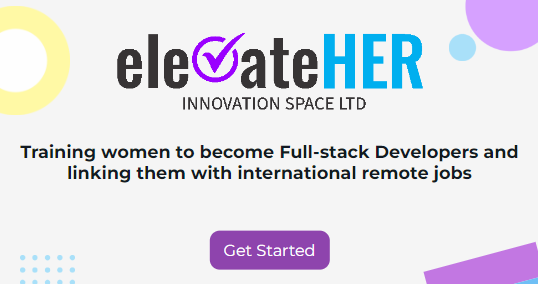 elevateHER
INNOVATION SPACE LTD
Training women to become Full-stack Developers and
linking them with international remote jobs
Get Started